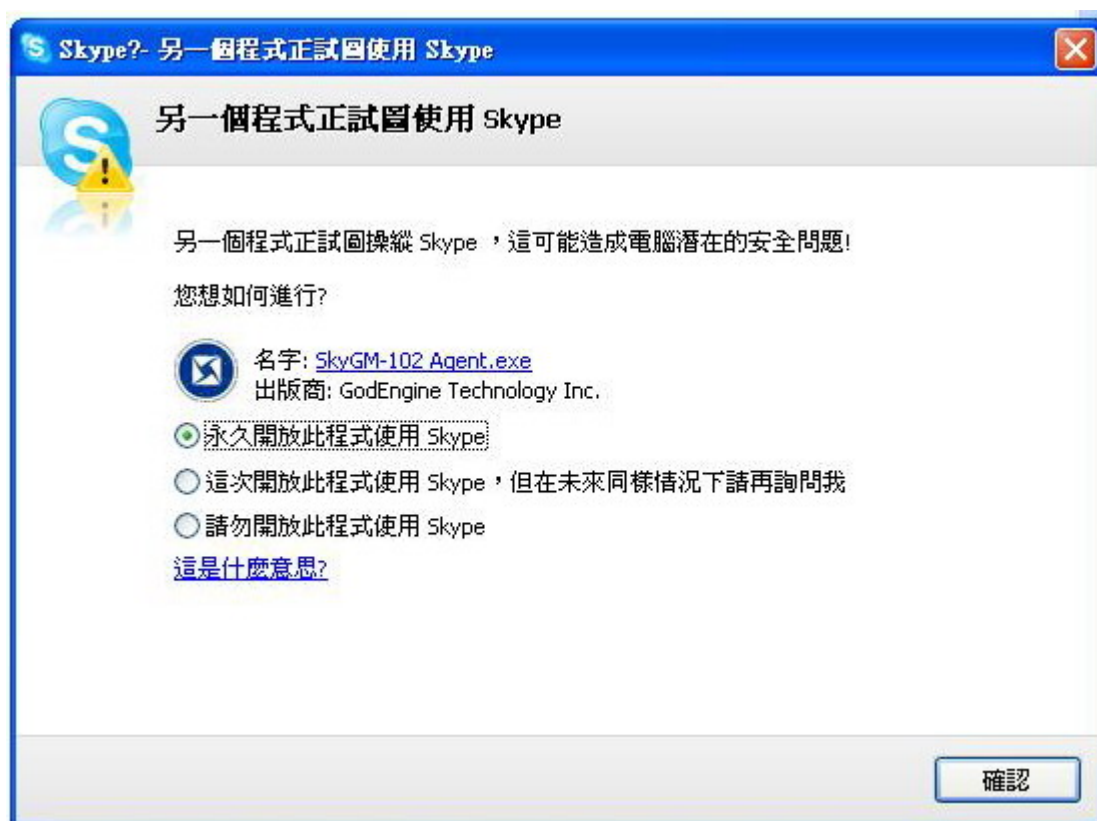 Skype?- 另一個程式正試圖使用 Skype
另一個程式正試圖使用 Skype
另一個程式正試圖操縱 Skype ，這可能造成電腦潛在的安全問題!
您想如何進行?
名字: SkyGM-102 Agent.exe
出版商: GodEngine Technology Inc.
永久開放此程式使用 Skype
這次開放此程式使用 Skype，但在未來同樣情況下請再詢問我
請勿開放此程式使用 Skype
這是什麼意思?
確認